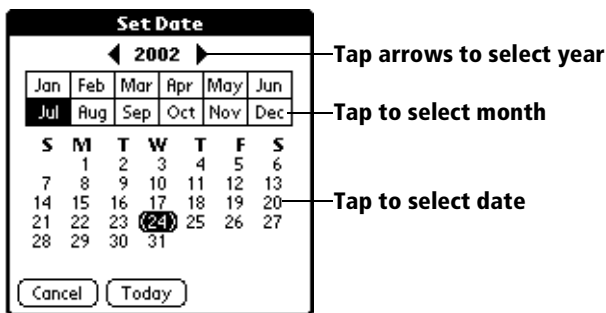 Set Date
◀ 2002 ▶ Tap arrows to select year
Jan Feb Mar Apr May Jun
Jul Aug Sep Oct Nov Dec Tap to select month
S M T W T F S
1 2 3 4 5 6
7 8 9 10 11 12 13
14 15 16 17 18 19 20 Tap to select date
21 22 23 24 25 26 27
28 29 30 31
Cancel Today